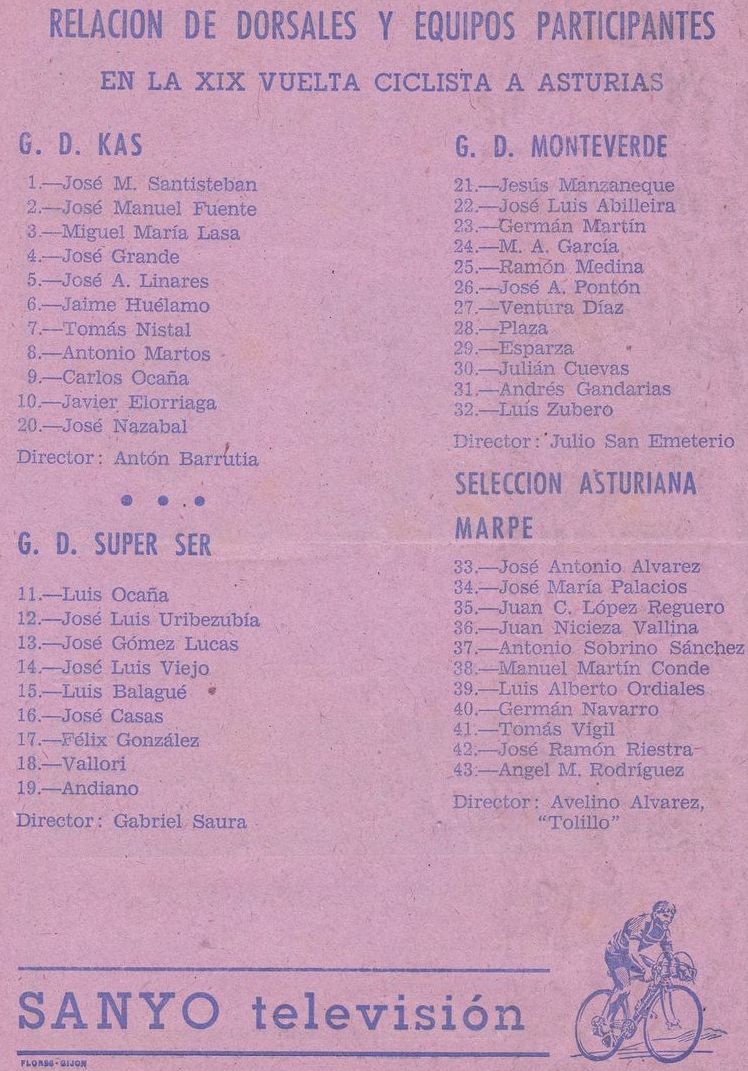 RELACION DE DORSALES Y EQUIPOS PARTICIPANTES
EN LA XIX VUELTA CICLISTA A ASTURIAS
G. D. KAS
1.—José M. Santisteban
2.—José Manuel Fuente
3.—Miguel María Lasa
4.—José Grande
5.—José A. Linares
6.—Jaime Huélamo
7.—Tomás Nistal
8.—Antonio Martos
9.—Carlos Ocaña
10.—Javier Elorriaga
20.—José Nazabal
Director: Antón Barrutia
G. D. SUPER SER
11.—Luis Ocaña
12.—José Luis Uribezubía
13.—José Gómez Lucas
14.—José Luis Viejo
15.—Luis Balagué
16.—José Casas
17.—Félix González
18.—Vallori
19.—Andiano
Director: Gabriel Saura
G. D. MONTEVERDE
21.—Jesús Manzaneque
22.—José Luis Abilleira
23.—Germán Martín
24.—M. A. García
25.—Ramón Medina
26.—José A. Pontón
27.—Ventura Díaz
28.—Plaza
29.—Esparza
30.—Julián Cuevas
31.—Andrés Gandarias
32.—Luis Zubero
Director: Julio San Emeterio
SELECCION ASTURIANA
MARPE
33.—José Antonio Alvarez
34.—José María Palacios
35.—Juan C. López Reguero
36.—Juan Nicieza Vallina
37.—Antonio Sobrino Sánchez
38.—Manuel Martín Conde
39.—Luis Alberto Ordiales
40.—Germán Navarro
41.—Tomás Vigil
42.—José Ramón Riestra
43.—Angel M. Rodríguez
Director: Avelino Alvarez,
"Tolillo"
SANYO televisión
FLORES-GIJON